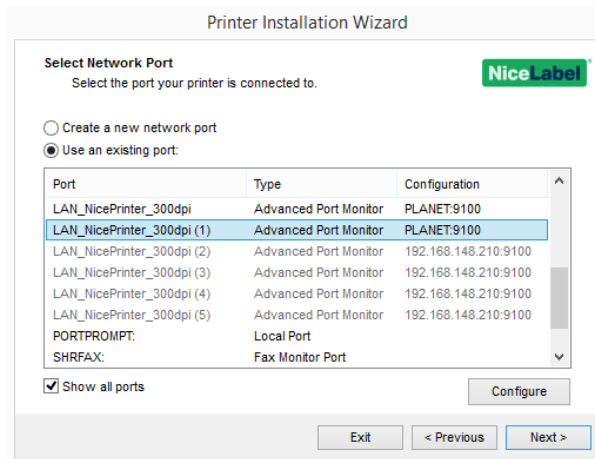 Printer Installation Wizard
Select Network Port
Select the port your printer is connected to.
NiceLabel
Create a new network port
Use an existing port:
Port Type Configuration
LAN_NicePrinter_300dpi Advanced Port Monitor PLANET:9100
LAN_NicePrinter_300dpi (1) Advanced Port Monitor PLANET:9100
LAN_NicePrinter_300dpi (2) Advanced Port Monitor 192.168.148.210:9100
LAN_NicePrinter_300dpi (3) Advanced Port Monitor 192.168.148.210:9100
LAN_NicePrinter_300dpi (4) Advanced Port Monitor 192.168.148.210:9100
LAN_NicePrinter_300dpi (5) Advanced Port Monitor 192.168.148.210:9100
PORTPROMPT: Local Port
SHRFAX: Fax Monitor Port
Show all ports
Configure
Exit < Previous Next >